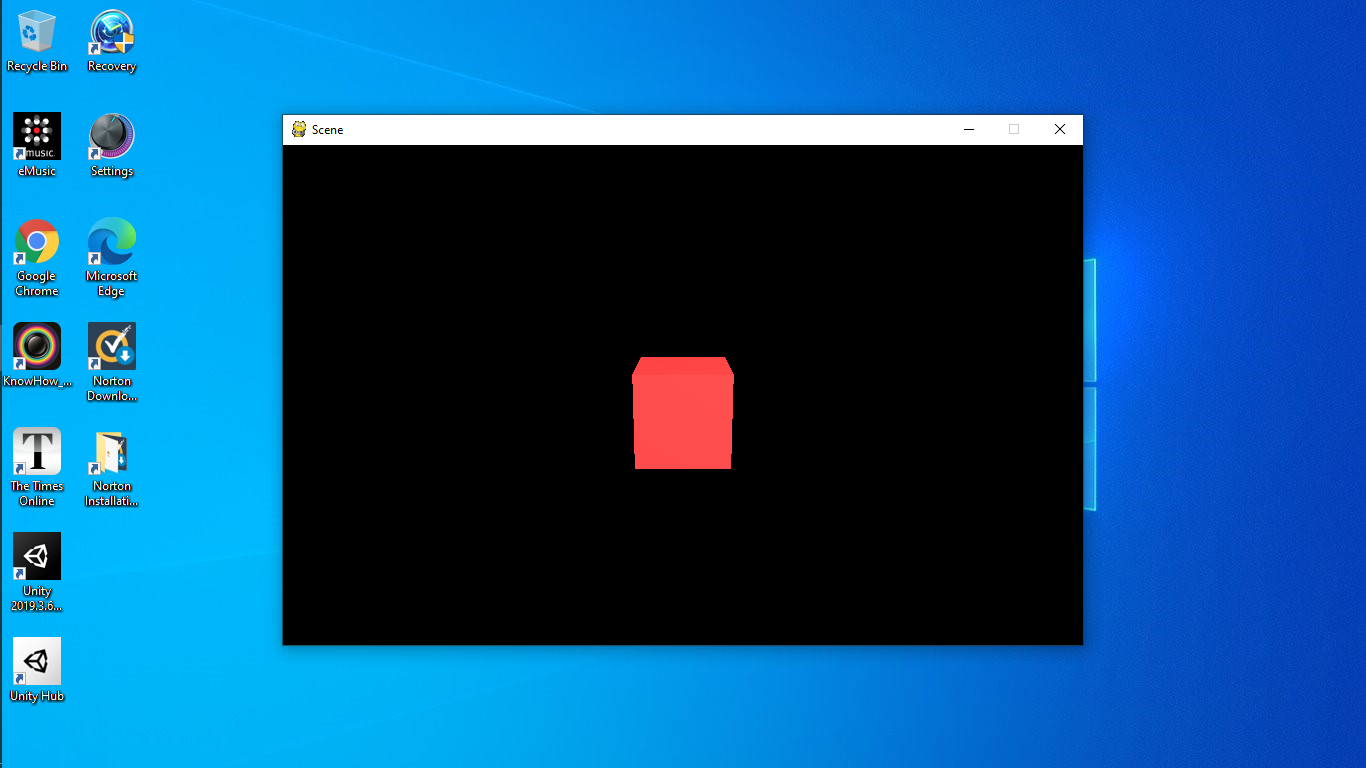 Recycle Bin
Recovery
music.
eMusic
Settings
Google
Chrome
Microsoft
Edge
KnowHow_...
Norton
Downlo...
T
The Times
Online
Norton
Installati...
Unity
2019.3.6...
Unity Hub
Scene